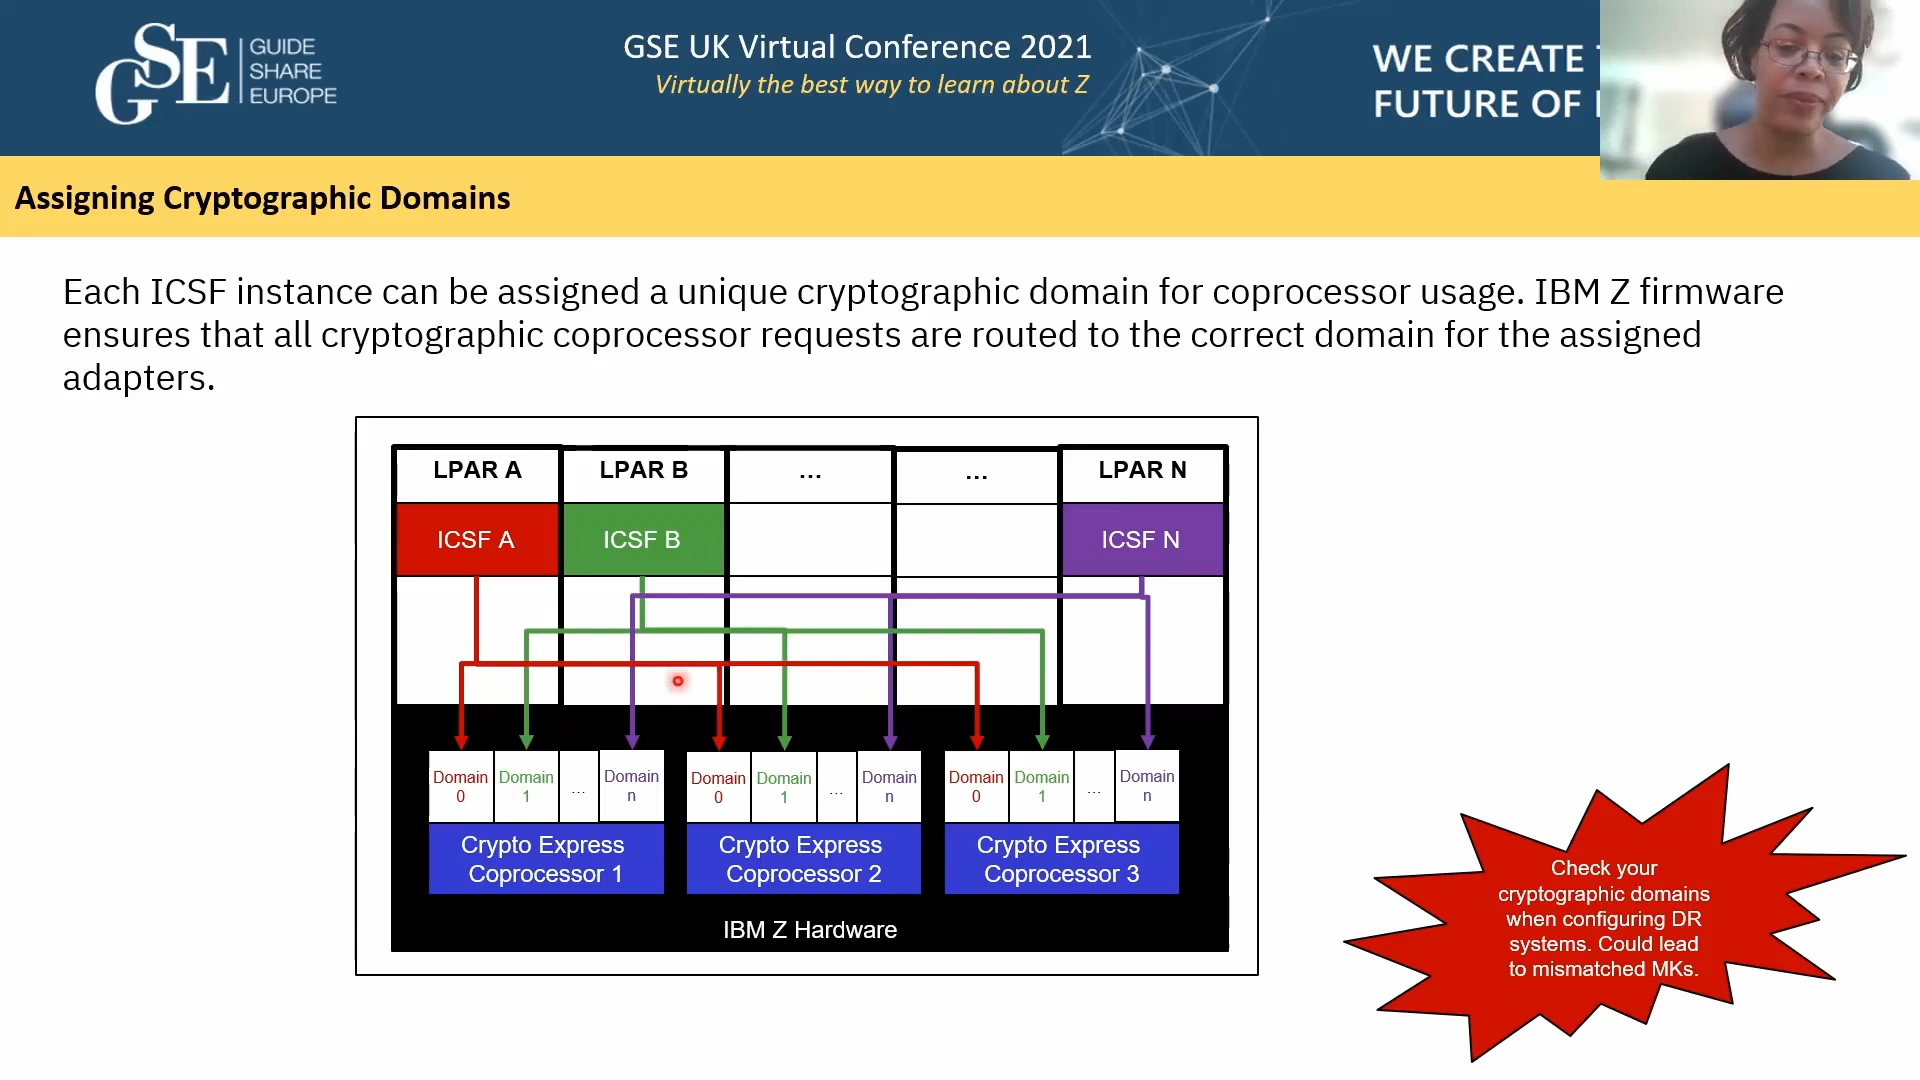 GSE
GUIDE
SHARE
EUROPE
GSE UK Virtual Conference 2021
Virtually the best way to learn about Z
WE CREATE
FUTURE OF
Assigning Cryptographic Domains
Each ICSF instance can be assigned a unique cryptographic domain for coprocessor usage. IBM Z firmware
ensures that all cryptographic coprocessor requests are routed to the correct domain for the assigned
adapters.
LPAR A LPAR B ... ... LPAR N
ICSF A ICSF B ICSF N
Domain 0 Domain 1 ... Domain n
Domain 0 Domain 1 ... Domain n
Domain 0 Domain 1 ... Domain n
Crypto Express
Coprocessor 1
Crypto Express
Coprocessor 2
Crypto Express
Coprocessor 3
IBM Z Hardware
Check your
cryptographic domains
when configuring DR
systems. Could lead
to mismatched MKs.